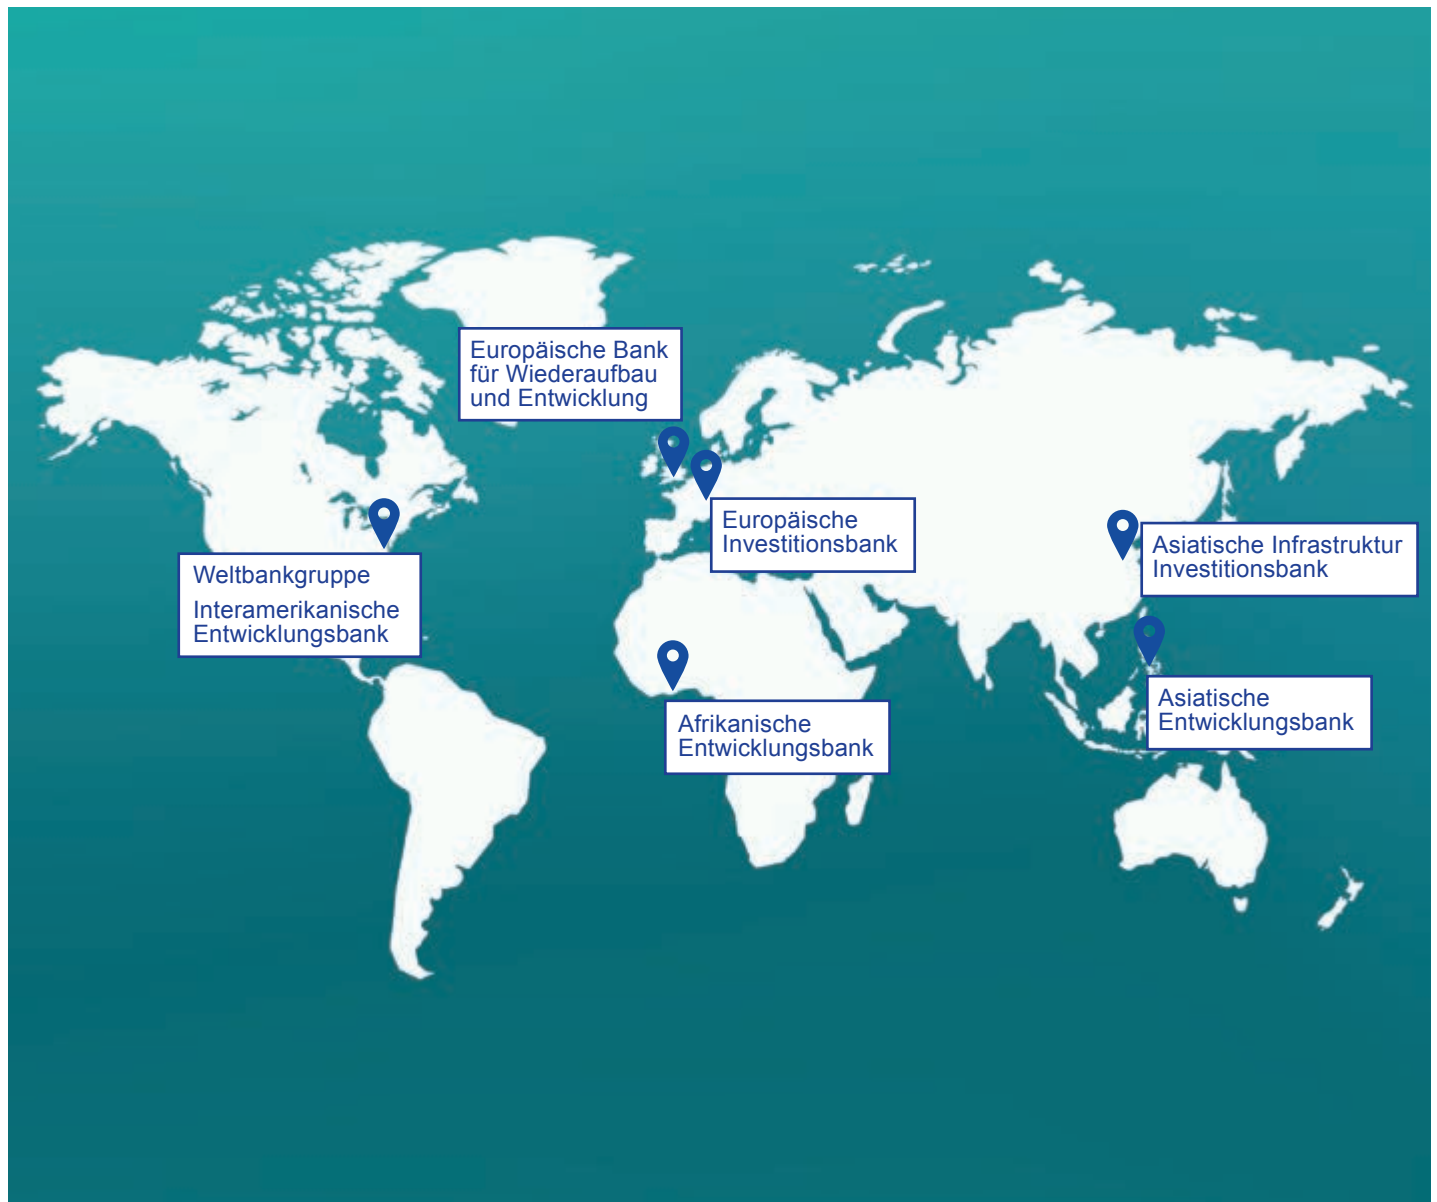 Europäische Bank
für Wiederaufbau
und Entwicklung
Europäische
Investitionsbank
Asiatische Infrastruktur
Investitionsbank
Weltbankgruppe
Interamerikanische
Entwicklungsbank
Afrikanische
Entwicklungsbank
Asiatische
Entwicklungsbank